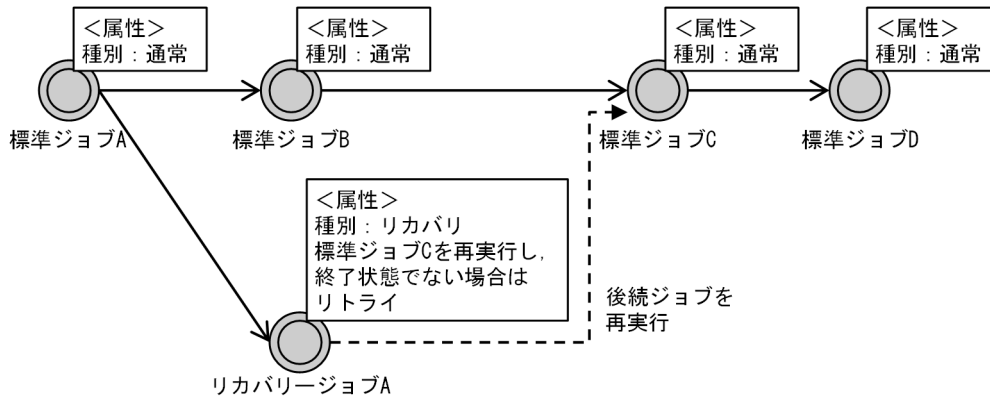 <属性>
種別:通常
標準ジョブA
<属性>
種別:通常
標準ジョブB
<属性>
種別:通常
標準ジョブC
<属性>
種別:通常
標準ジョブD
<属性>
種別:リカバリ
標準ジョブCを再実行し,
終了状態でない場合は
リトライ
リカバリージョブA
後続ジョブを
再実行